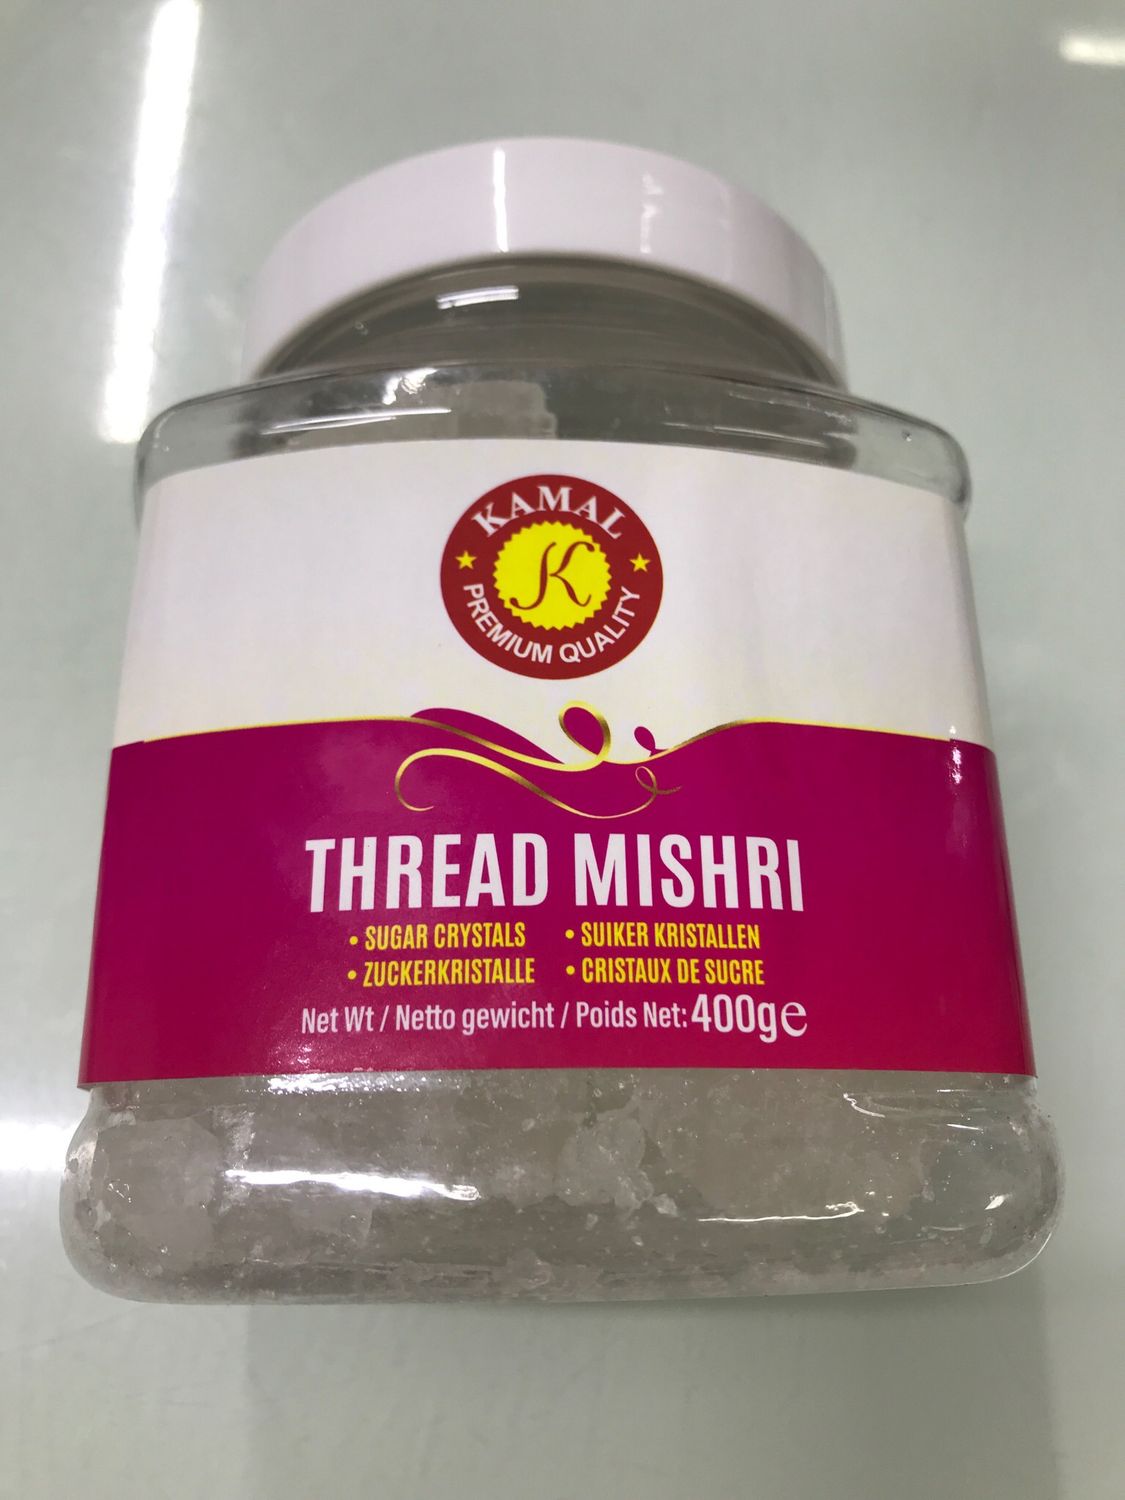 KAMAL
K
PREMIUM QUALITY
THREAD MISHRI
• SUGAR CRYSTALS • SUIKER KRISTALLEN
• ZUCKERKRISTALLE • CRISTAUX DE SUCRE
Net Wt / Netto gewicht / Poids Net: 400g℮